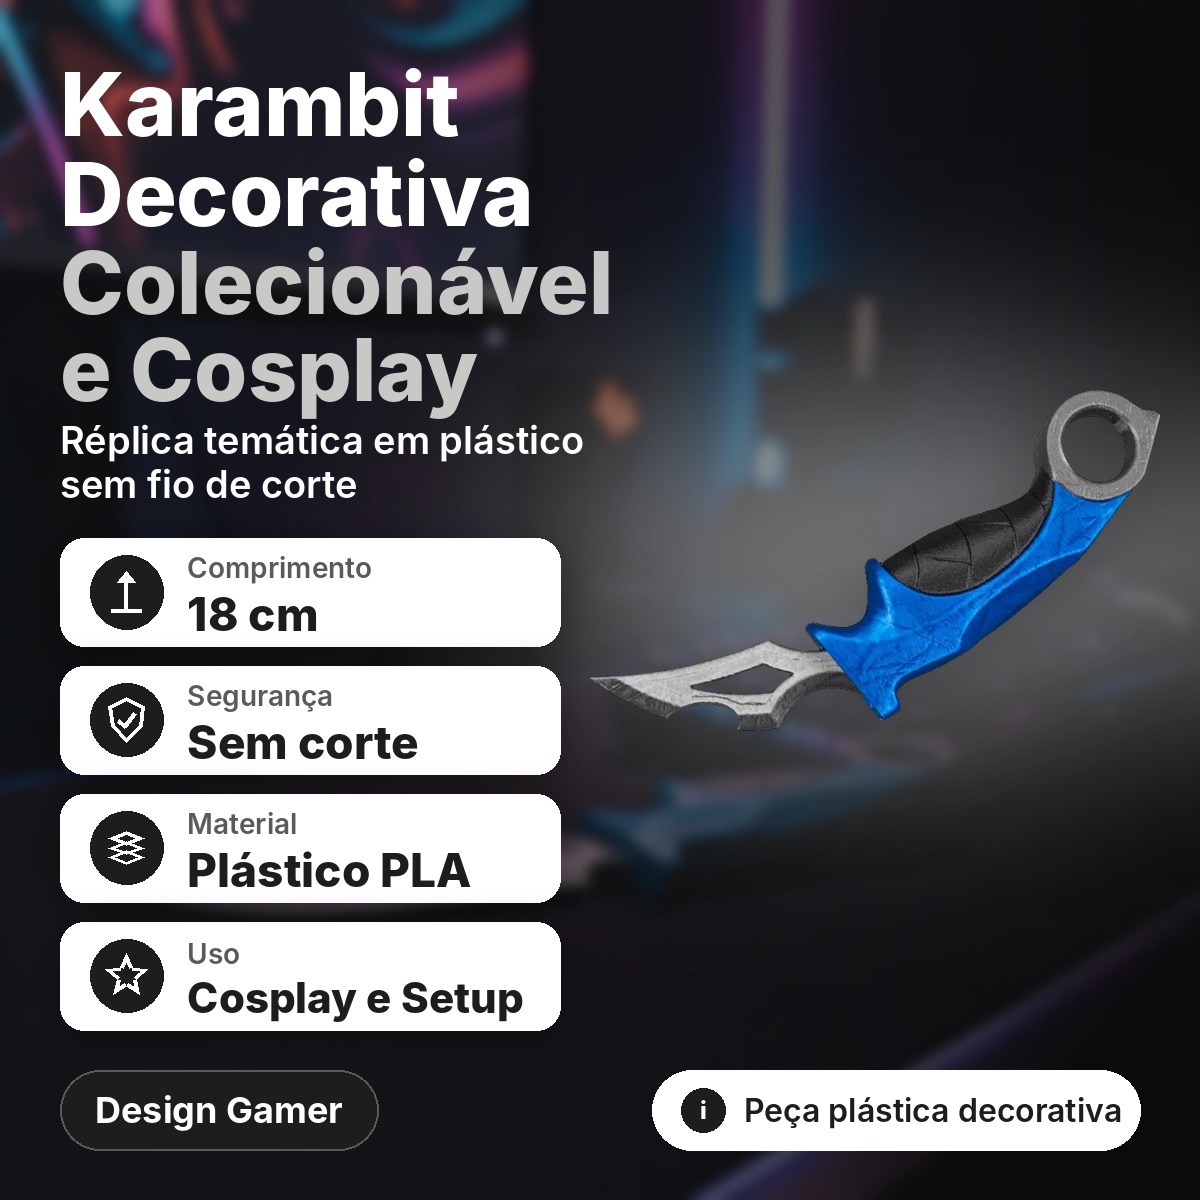 Karambit
Decorativa
Colecionável
e Cosplay
Réplica temática em plástico
sem fio de corte
Comprimento
18 cm
Segurança
Sem corte
Material
Plástico PLA
Uso
Cosplay e Setup
Design Gamer
i Peça plástica decorativa